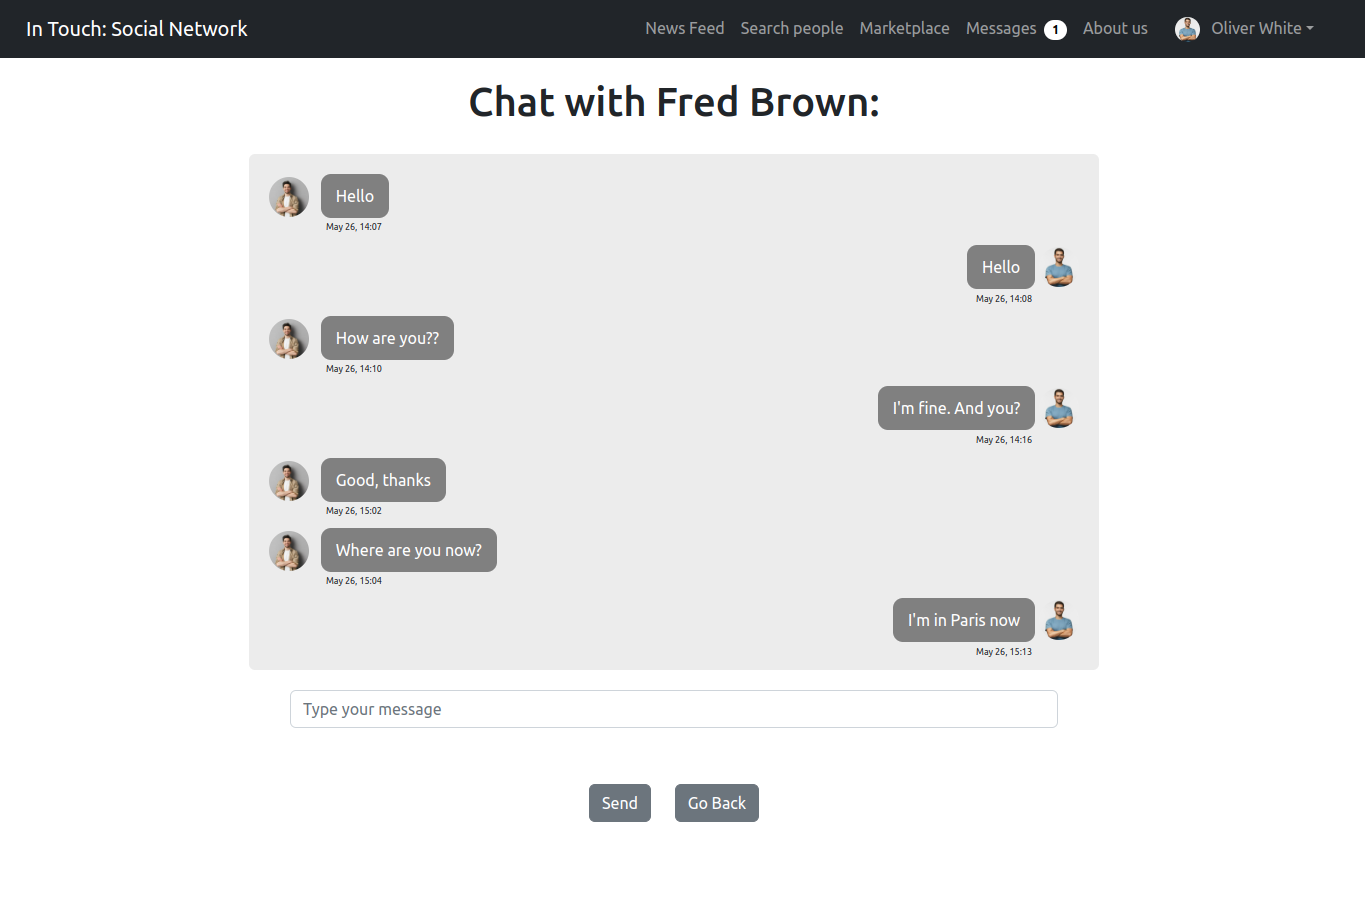 In Touch: Social Network
News Feed Search people Marketplace Messages 1 About us Oliver White
Chat with Fred Brown:
Hello
May 26, 14:07
Hello
May 26, 14:08
How are you??
May 26, 14:10
I'm fine. And you?
May 26, 14:16
Good, thanks
May 26, 15:02
Where are you now?
May 26, 15:04
I'm in Paris now
May 26, 15:13
Type your message
Send Go Back